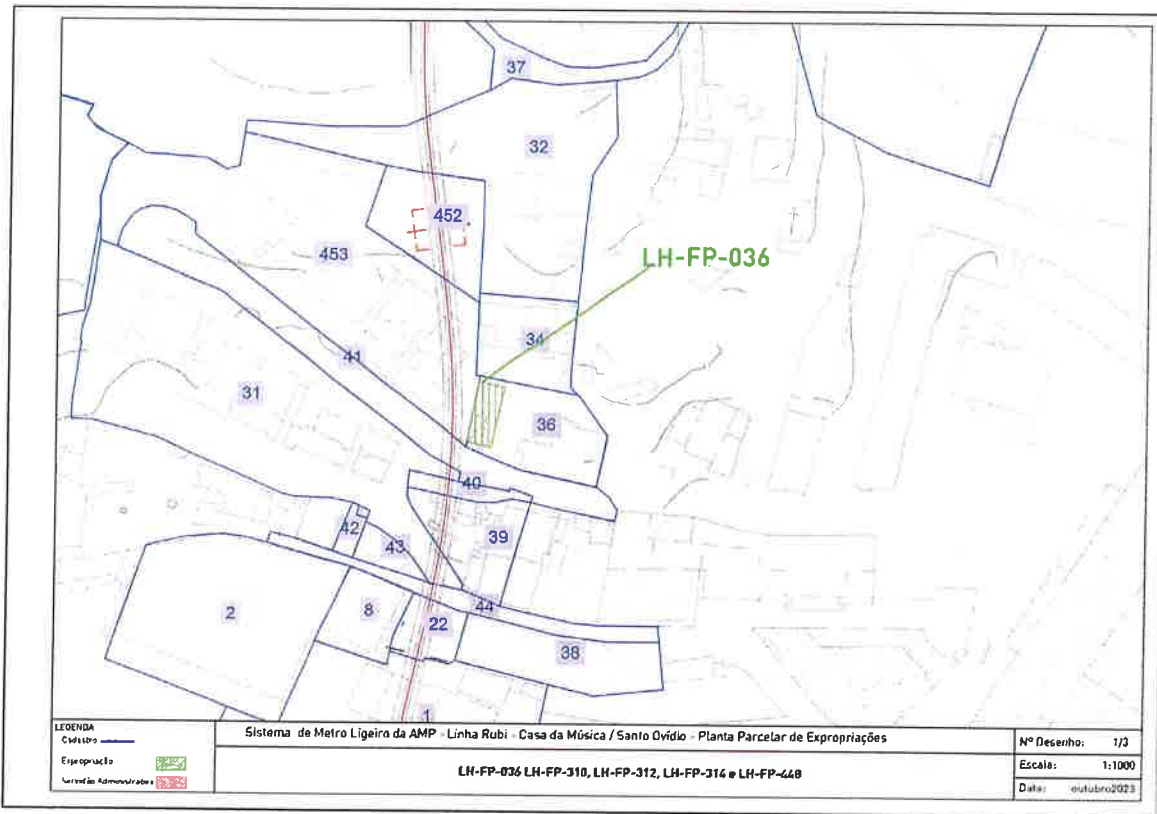 37
32
452
453
LH-FP-036
34
41
31
36
40
42
39
43
44
8
2
22
38
1
LEGENDA
Cadastro
Expropriação
Servidão Administrativa
Sistema de Metro Ligeiro da AMP - Linha Rubi - Casa da Música / Santo Ovídio - Planta Parcelar de Expropriações
LH-FP-036 LH-FP-310, LH-FP-312, LH-FP-314 e LH-FP-448
Nº Desenho: 1/3
Escala: 1:1000
Data: outubro2023